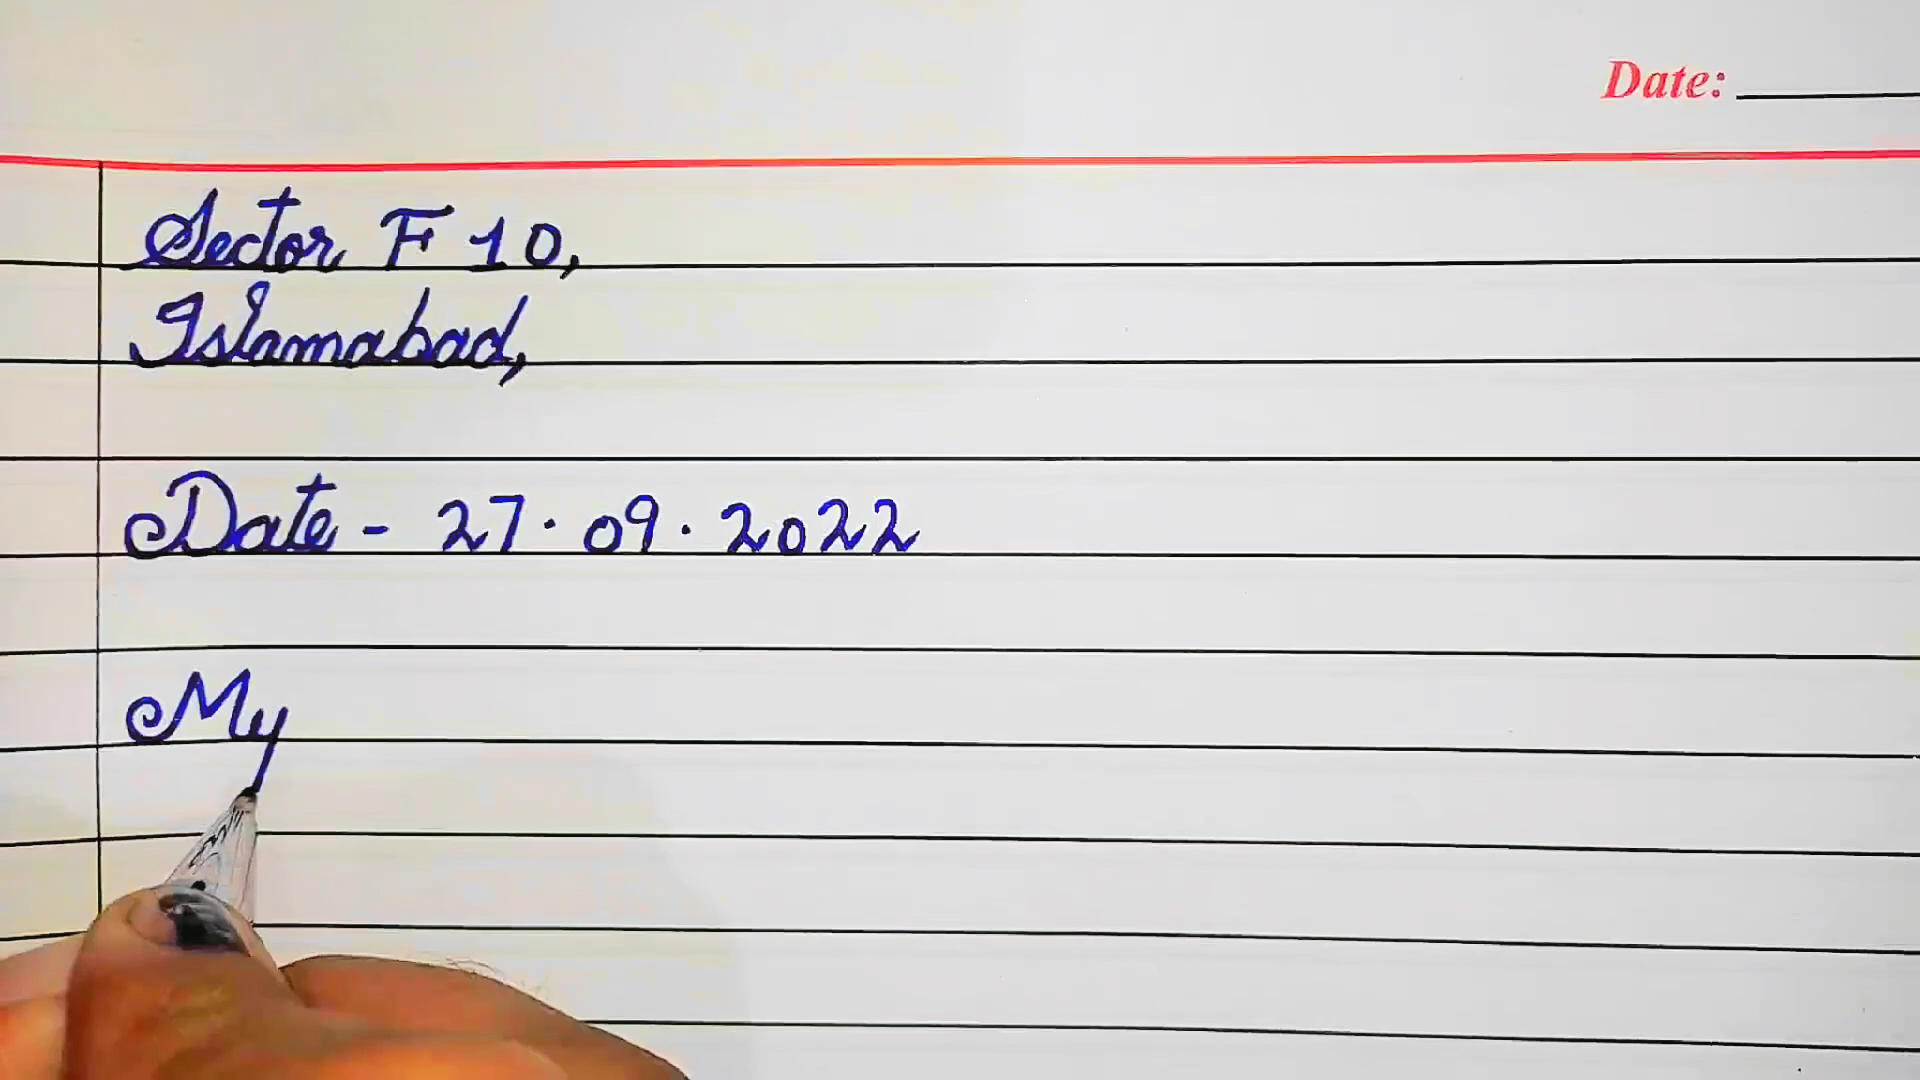 Date:
Sector F 10,
Islamabad,
Date - 27.09.2022
My